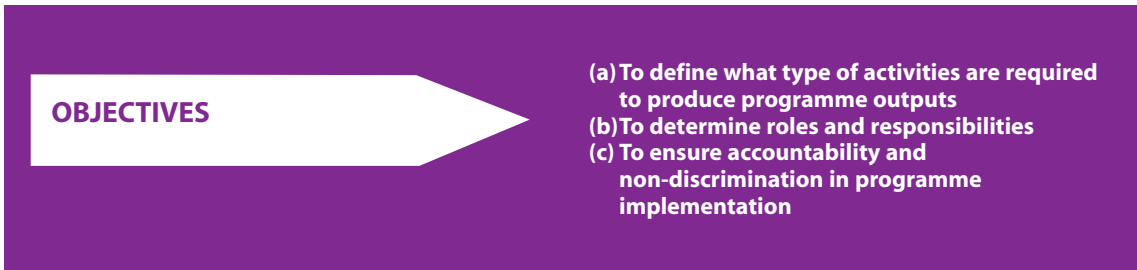 OBJECTIVES
(a) To define what type of activities are required
to produce programme outputs
(b) To determine roles and responsibilities
(c) To ensure accountability and
non-discrimination in programme
implementation